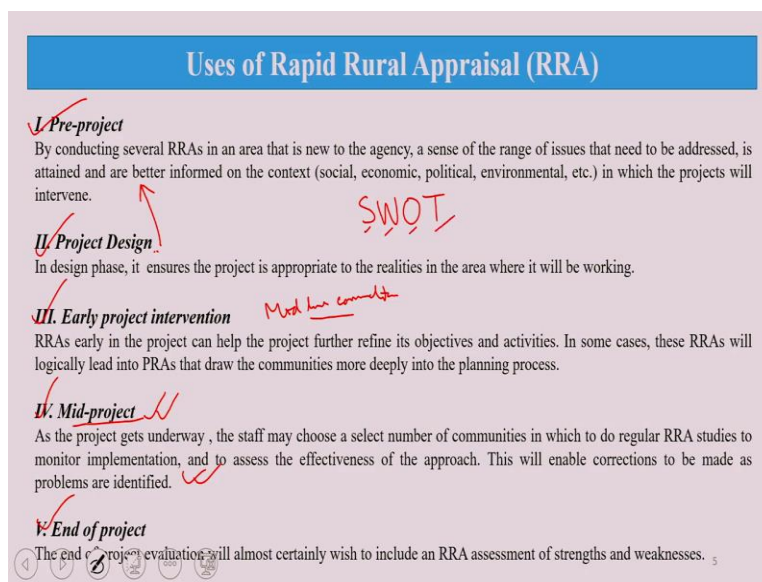 Uses of Rapid Rural Appraisal (RRA)
I. Pre-project
By conducting several RRAs in an area that is new to the agency, a sense of the range of issues that need to be addressed, is
attained and are better informed on the context (social, economic, political, environmental, etc.) in which the projects will
intervene.
SWOT
II. Project Design
In design phase, it ensures the project is appropriate to the realities in the area where it will be working.
III. Early project intervention
RRAs early in the project can help the project further refine its objectives and activities. In some cases, these RRAs will
logically lead into PRAs that draw the communities more deeply into the planning process.
IV. Mid-project
As the project gets underway , the staff may choose a select number of communities in which to do regular RRA studies to
monitor implementation, and to assess the effectiveness of the approach. This will enable corrections to be made as
problems are identified.
V. End of project
The end of project evaluation will almost certainly wish to include an RRA assessment of strengths and weaknesses.
5